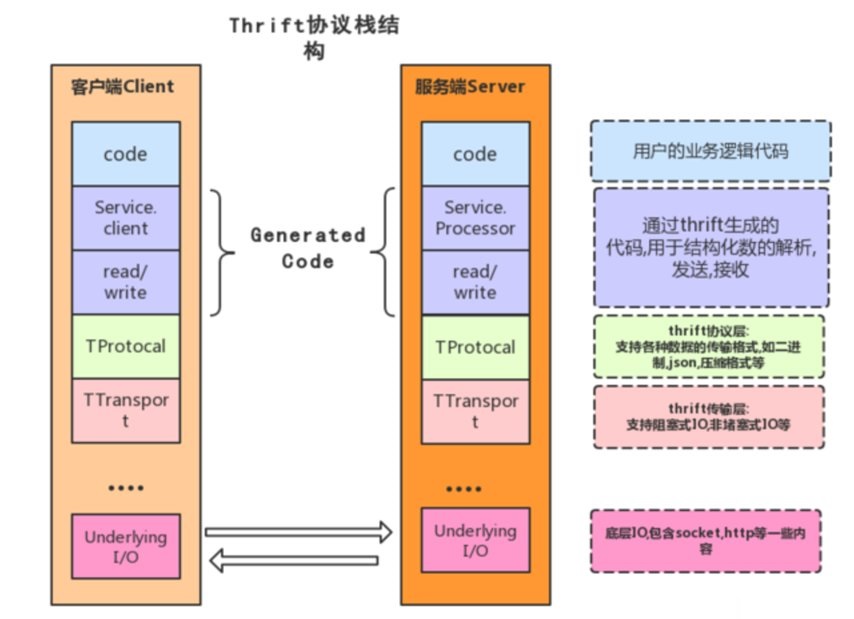 Thrift协议栈结
构
客户端Client
code
Service.
client
read/
write
TProtocal
TTranspor
t
••••
Underlying
I/O
Generated
Code
服务端Server
code
Service.
Processor
read/
write
TProtocal
TTranspor
t
••••
Underlying
I/O
用户的业务逻辑代码
通过thrift生成的
代码,用于结构化数的解析,
发送,接收
thrift协议层:
支持各种数据的传输格式,如二进
制,json,压缩格式等
thrift传输层:
支持阻塞式IO,非堵塞式IO等
底层IO,包含socket,http等一些内
容